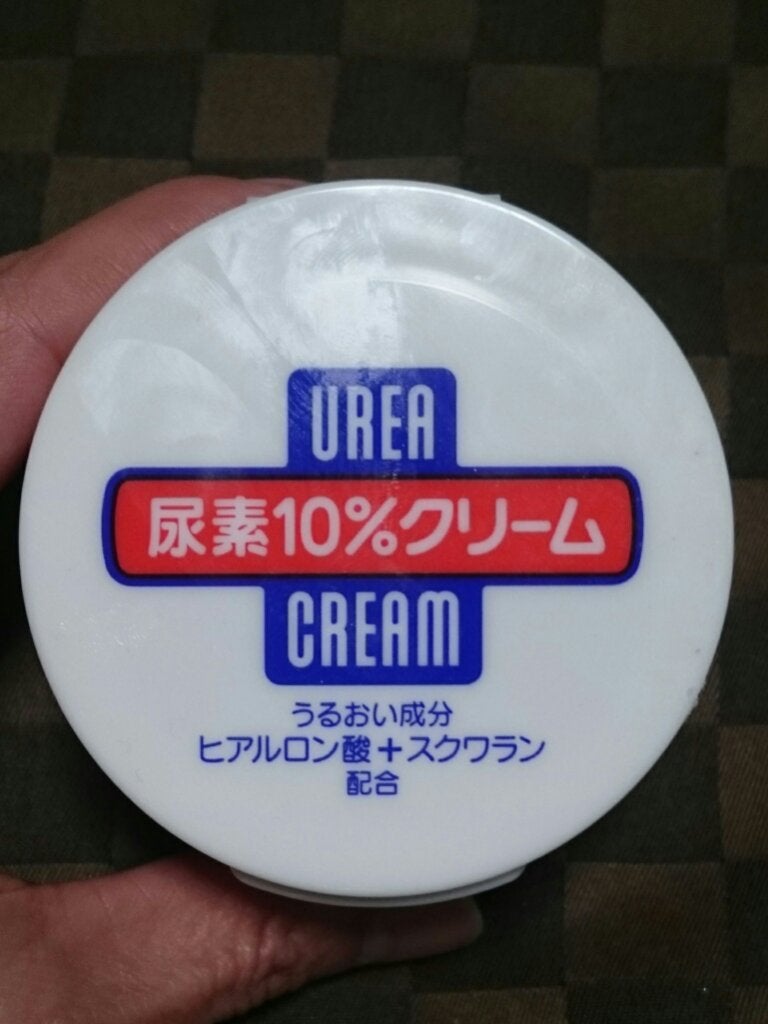 UREA
尿素10%クリーム
CREAM
うるおい成分
ヒアルロン酸+スクワラン
配合